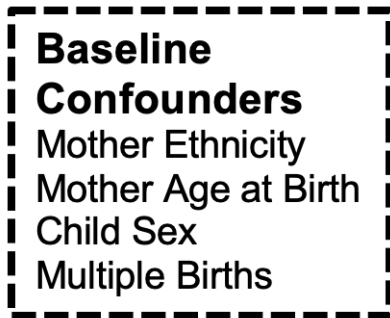 Baseline
Confounders
Mother Ethnicity
Mother Age at Birth
Child Sex
Multiple Births